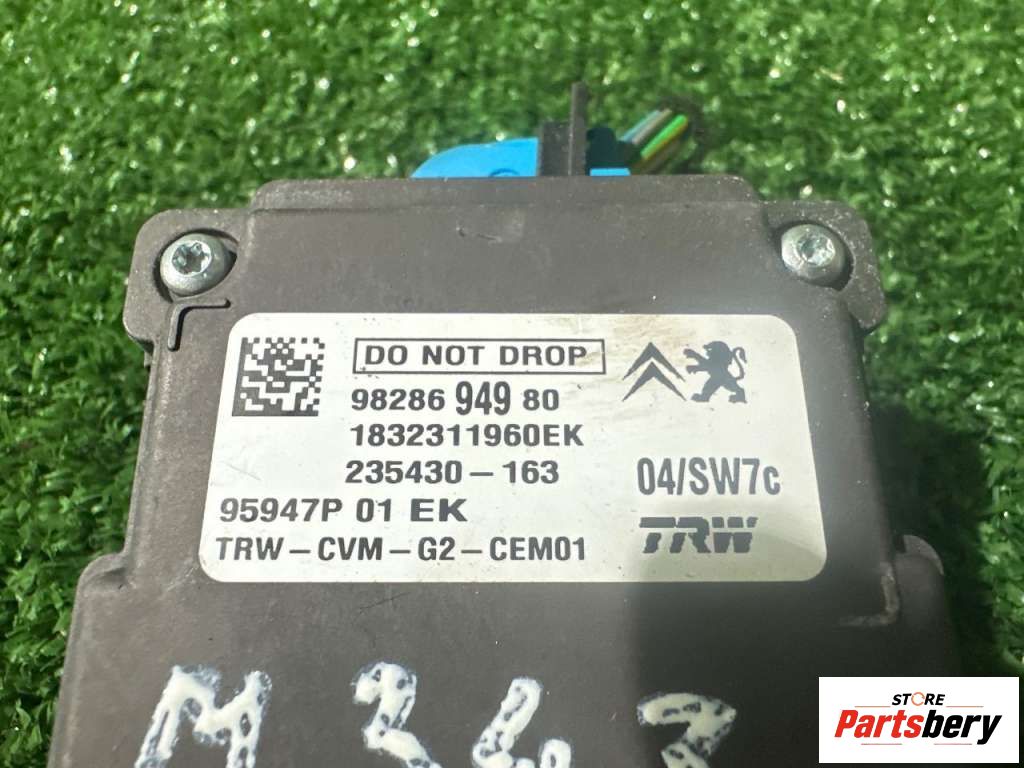 DO NOT DROP
98286 949 80
1832311960EK
235430-163
04/SW7c
95947P 01 EK
TRW
TRW-CVM-G2-CEM01
M 343
STORE
Partsbery